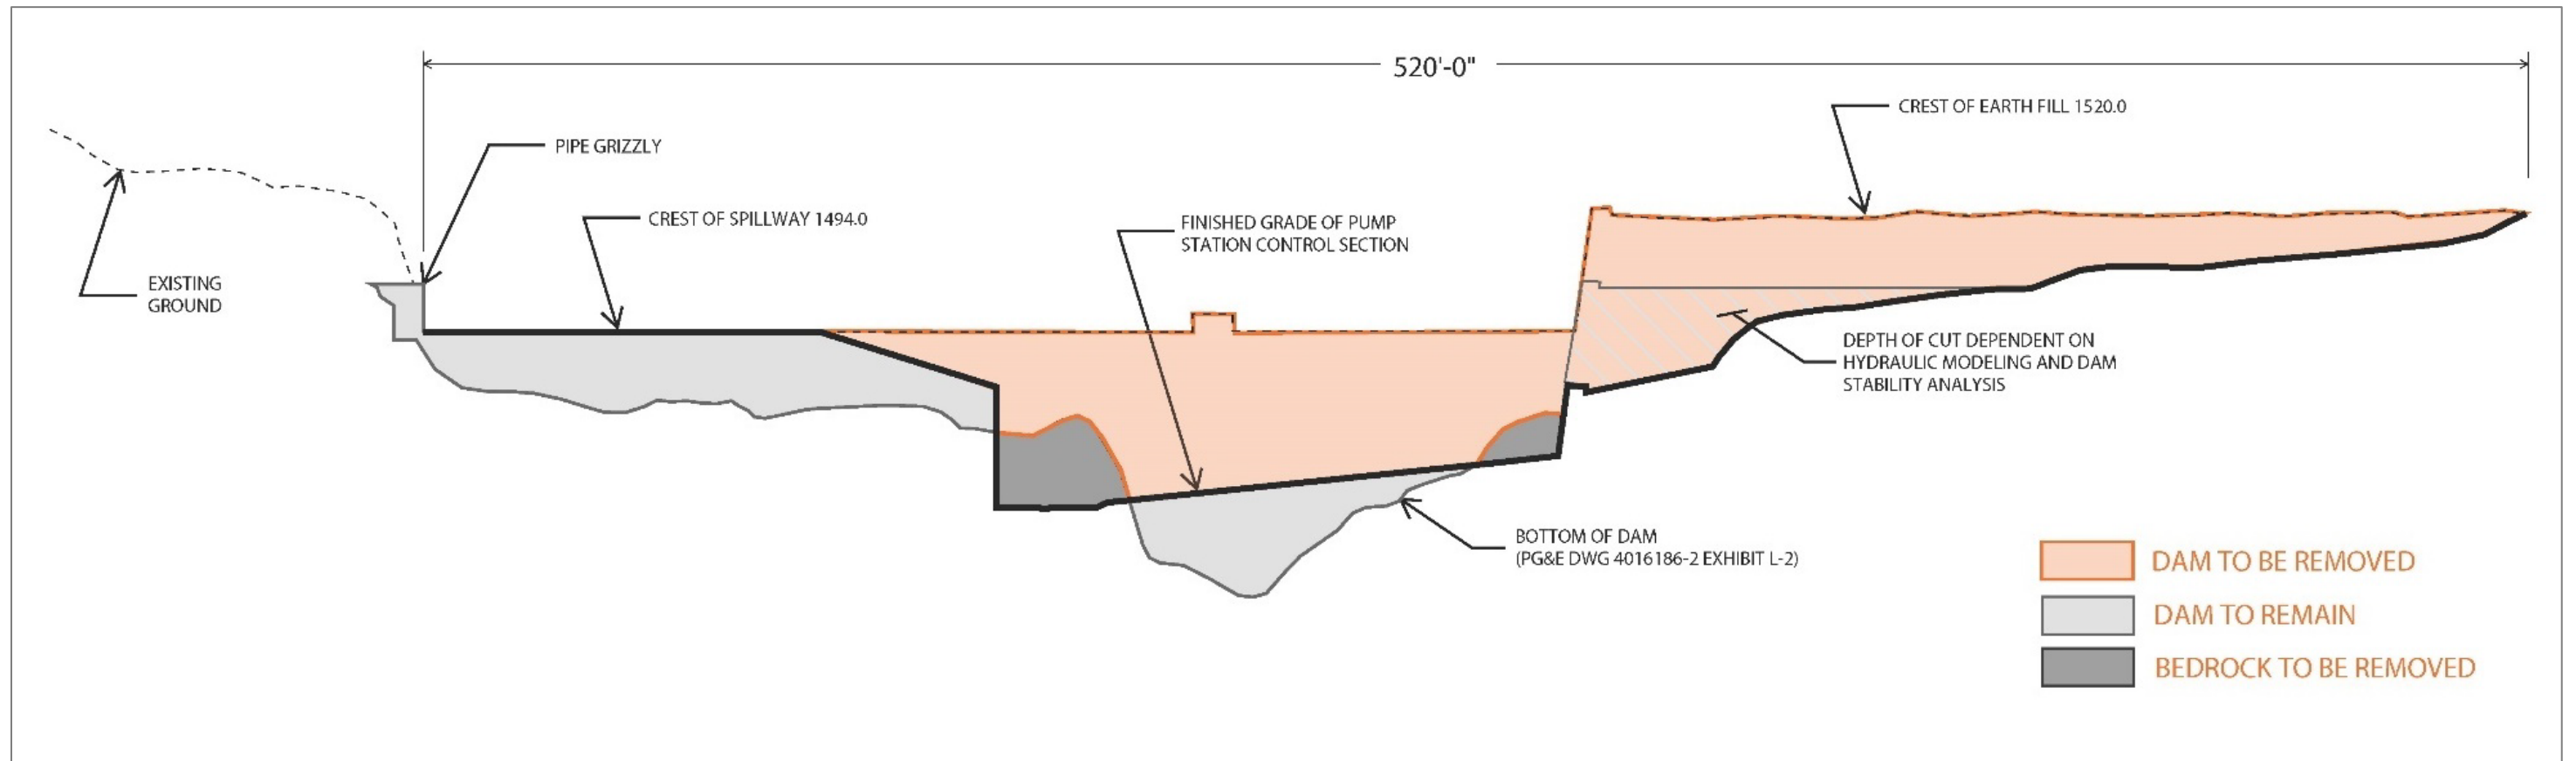 520'-0"
CREST OF EARTH FILL 1520.0
PIPE GRIZZLY
CREST OF SPILLWAY 1494.0
FINISHED GRADE OF PUMP
STATION CONTROL SECTION
EXISTING
GROUND
DEPTH OF CUT DEPENDENT ON
HYDRAULIC MODELING AND DAM
STABILITY ANALYSIS
BOTTOM OF DAM
(PG&E DWG 4016186-2 EXHIBIT L-2)
DAM TO BE REMOVED
DAM TO REMAIN
BEDROCK TO BE REMOVED